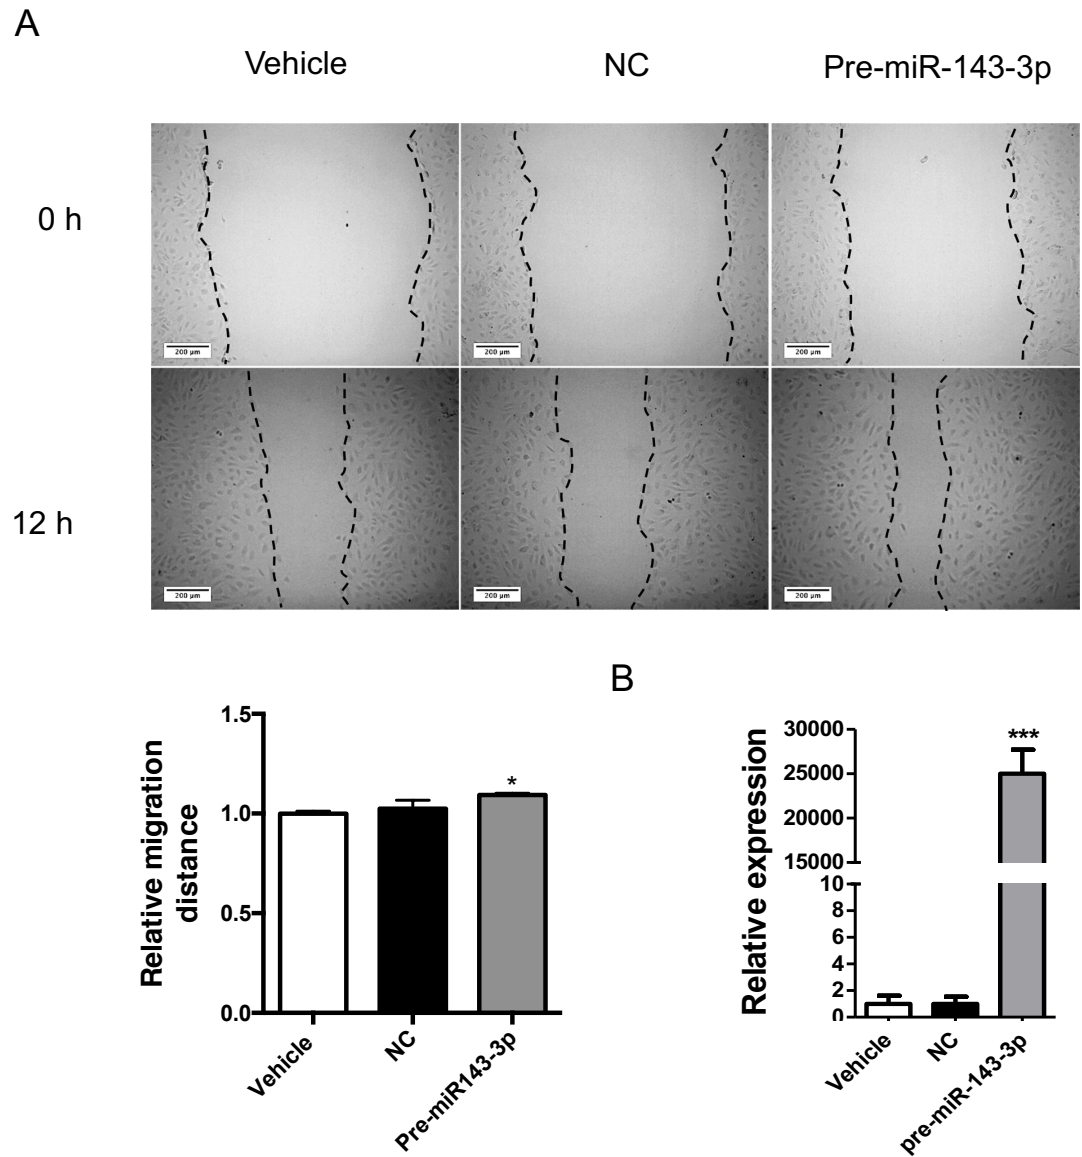 A
Vehicle
NC
Pre-miR-143-3p
0 h
200 μm
200 μm
200 μm
12 h
200 μm
200 μm
200 μm
B
Relative migration
distance
1.5
1.0
0.5
0.0
*
Vehicle
NC
Pre-miR143-3p
Relative expression
30000
25000
20000
15000
10
8
6
4
2
0
***
Vehicle
NC
pre-miR-143-3p